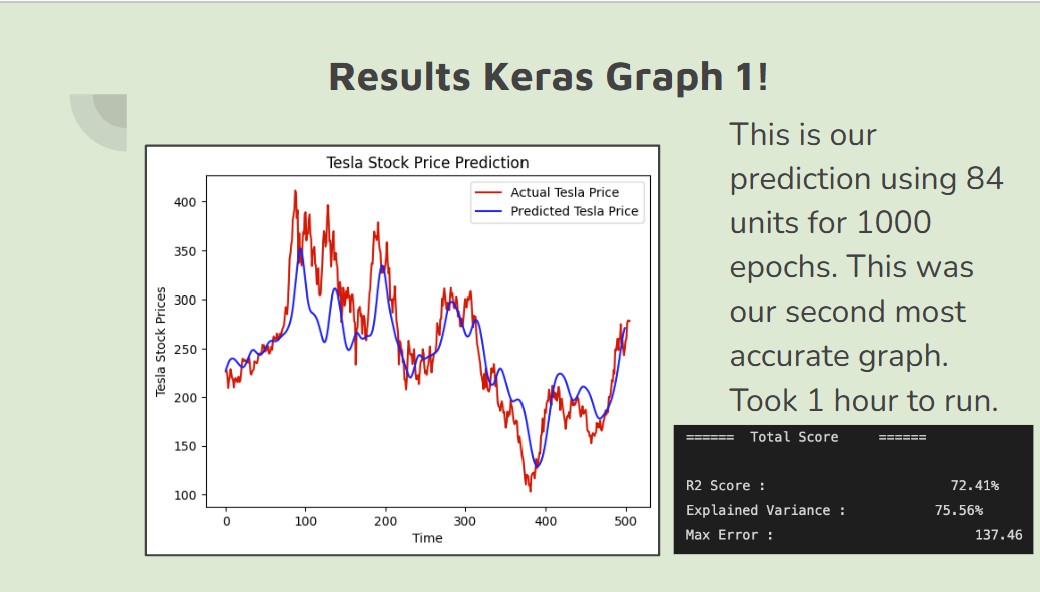 Results Keras Graph 1!
This is our
prediction using 84
units for 1000
epochs. This was
our second most
accurate graph.
Took 1 hour to run.
Tesla Stock Price Prediction
Actual Tesla Price
Predicted Tesla Price
Tesla Stock Prices
400
350
300
250
200
150
100
0 100 200 300 400 500
Time
====== Total Score ======
R2 Score : 72.41%
Explained Variance : 75.56%
Max Error : 137.46